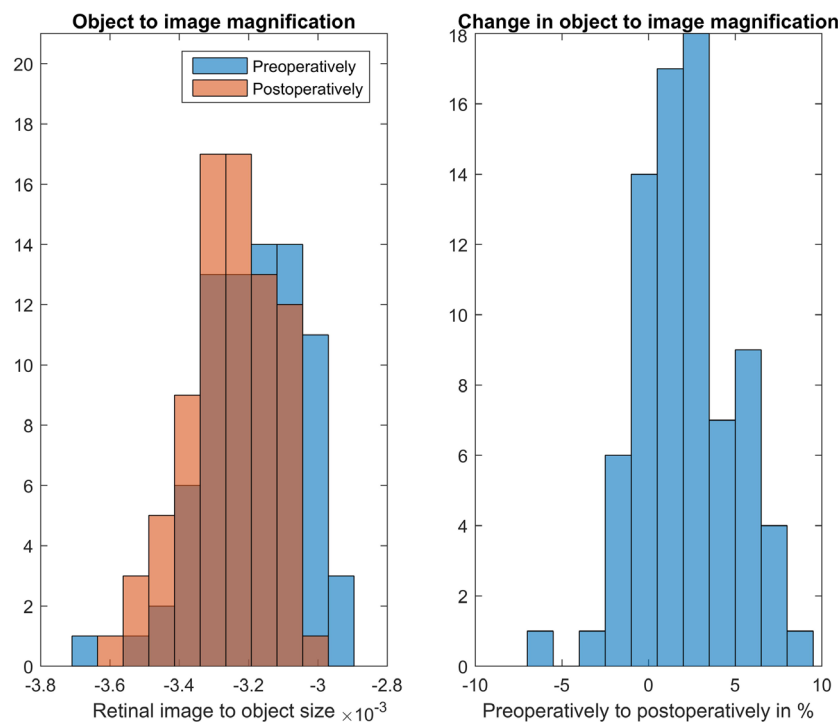 Object to image magnification
20
18
16
14
12
10
8
6
4
2
0
Preoperatively
Postoperatively
-3.8 -3.6 -3.4 -3.2 -3 -2.8
Retinal image to object size ×10-3
Change in object to image magnification
18
16
14
12
10
8
6
4
2
0
-10 -5 0 5 10
Preoperatively to postoperatively in %